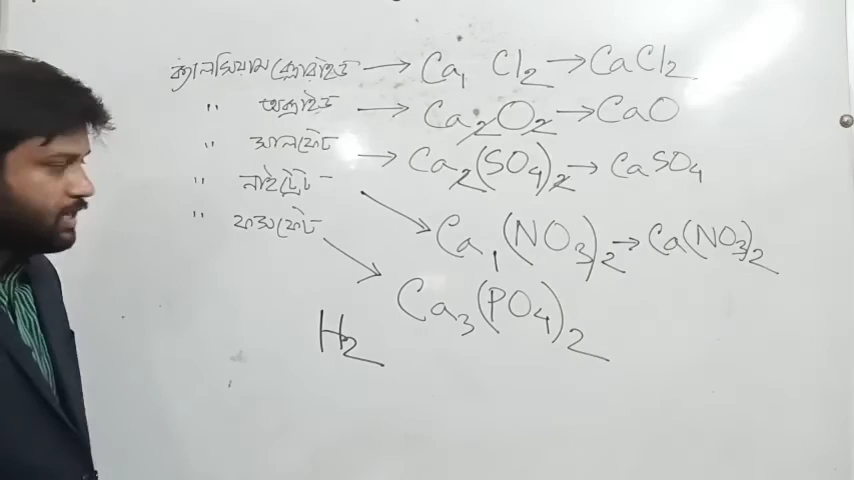 ক্যালসিয়াম ক্লোরাইড → Ca₁ Cl₂ → CaCl₂
" অক্সাইড → Ca₂O₂ → CaO
" সালফেট → Ca₂(SO₄)₂ → CaSO₄
" নাইট্রেট → Ca₁(NO₃)₂ → Ca(NO₃)₂
" ফসফেট → Ca₃(PO₄)₂
H₂